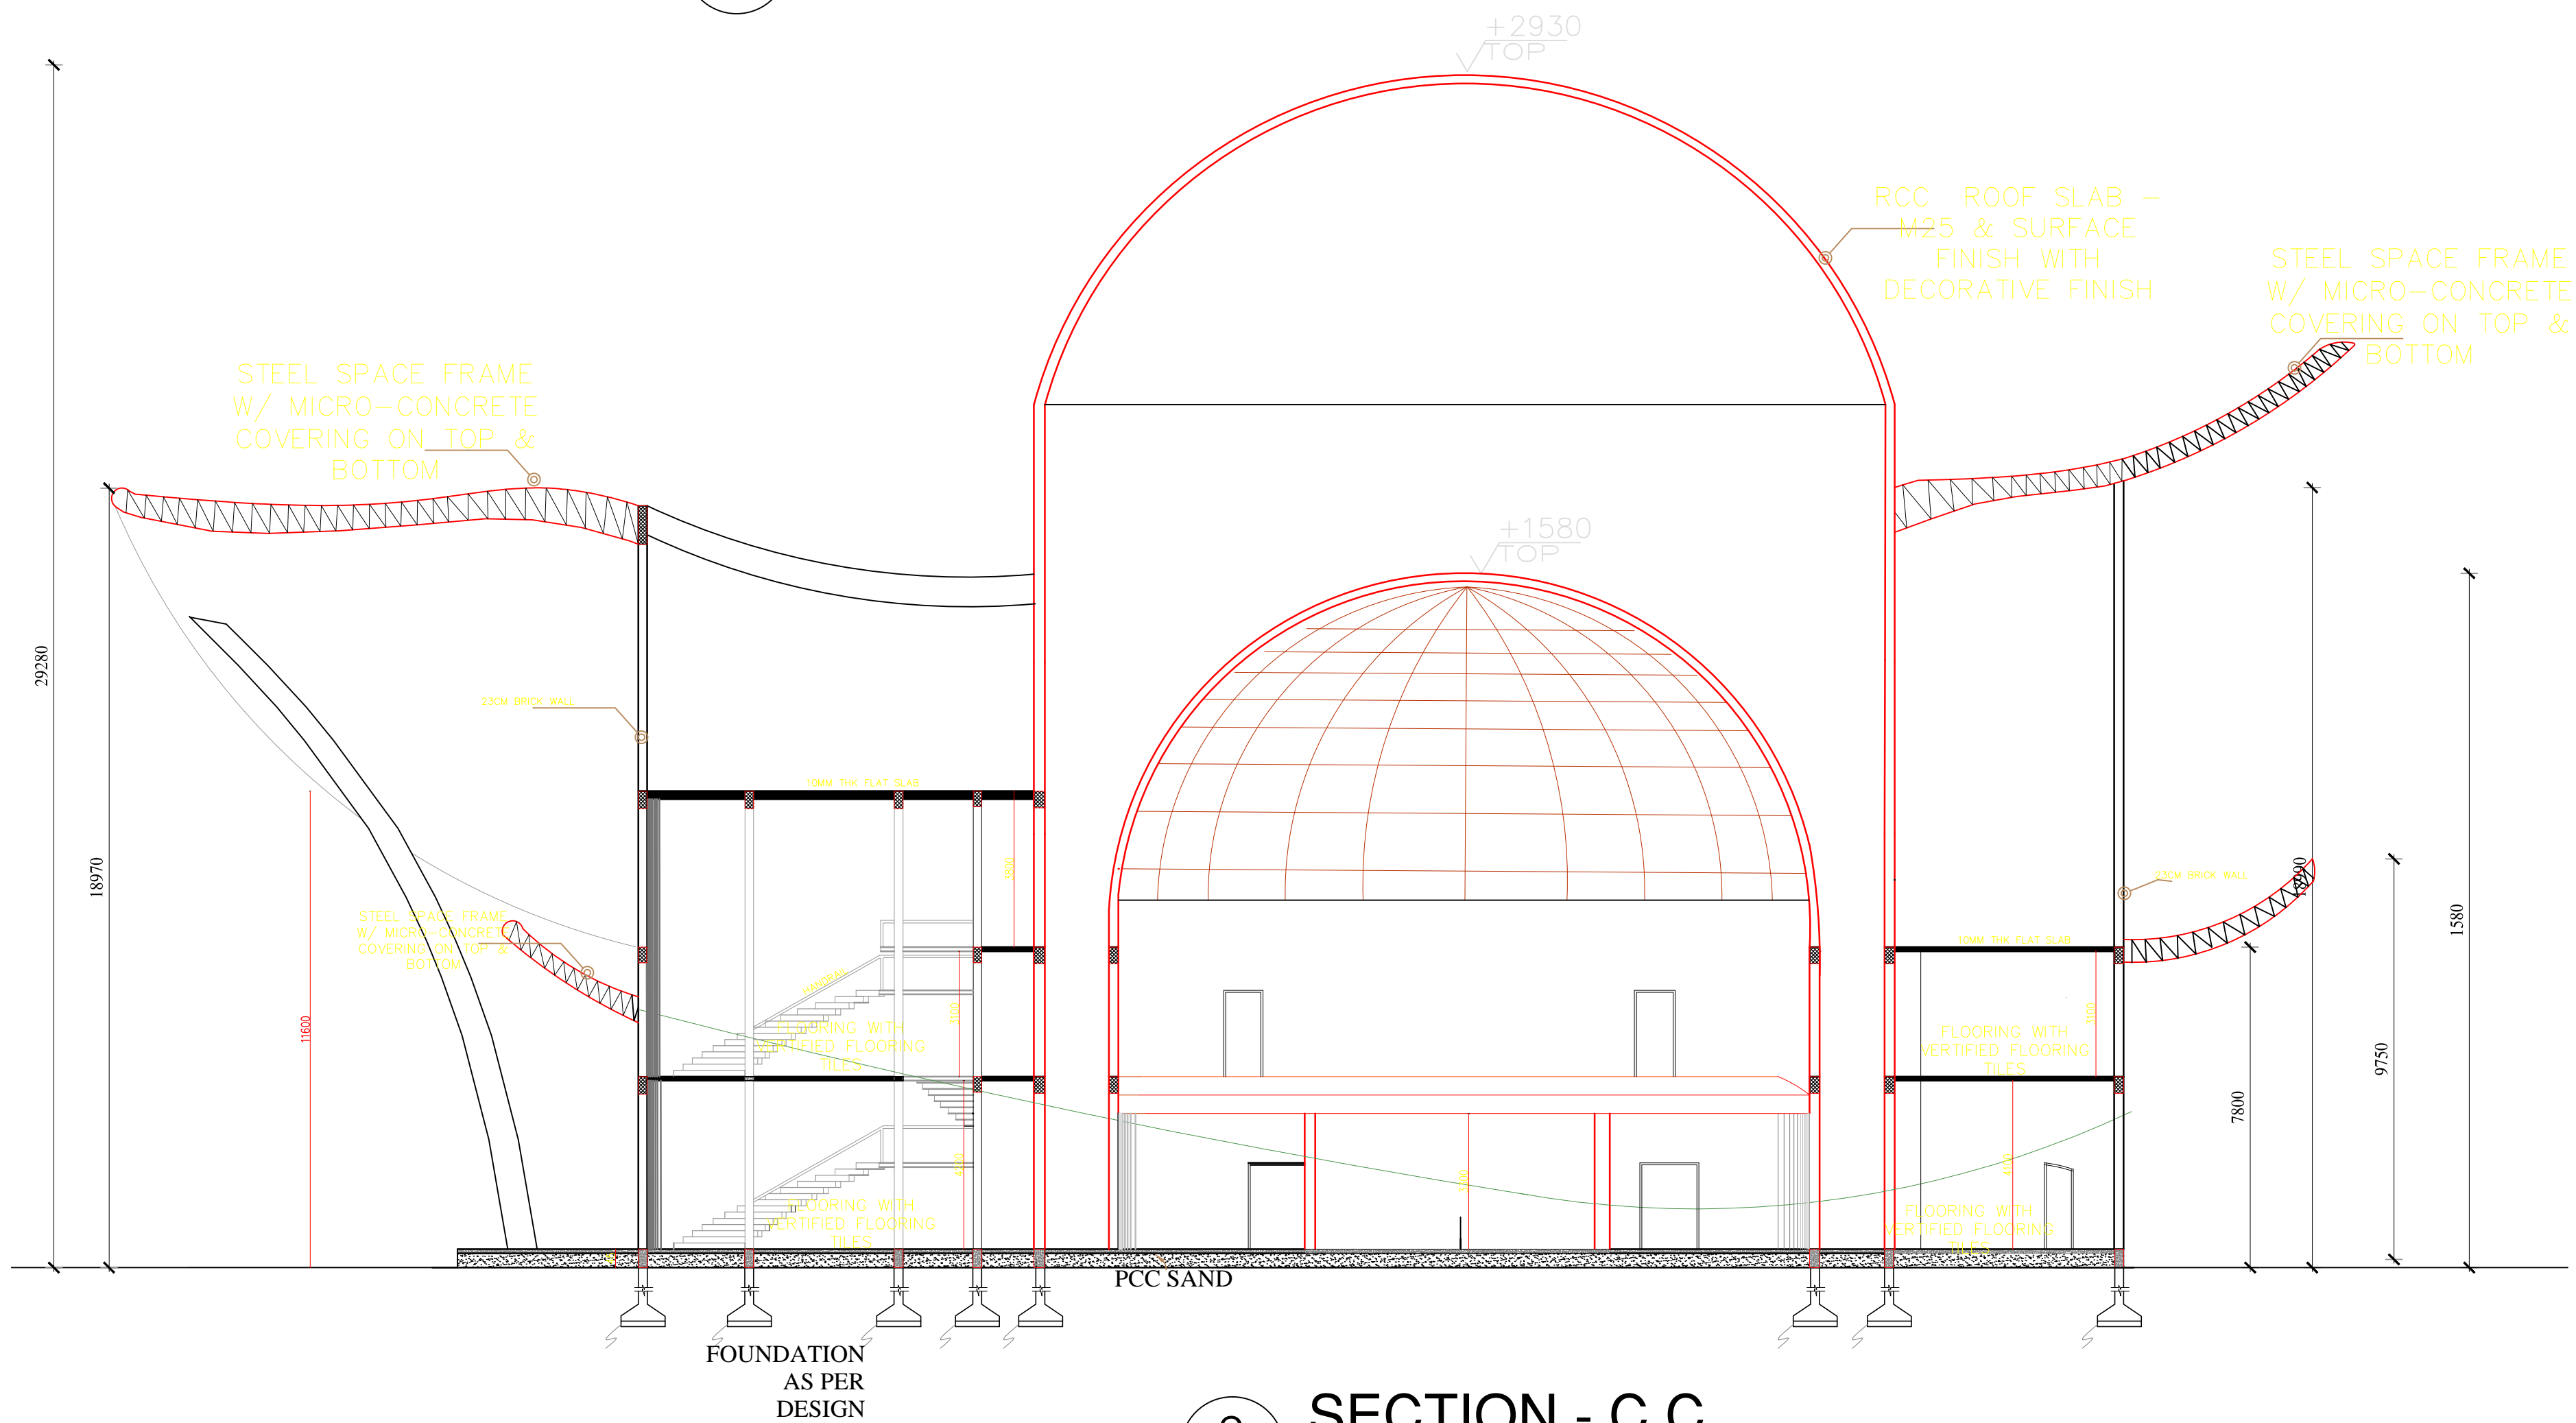 +2930
TOP
RCC ROOF SLAB -
M25 & SURFACE
FINISH WITH
DECORATIVE FINISH
STEEL SPACE FRAME
W/ MICRO-CONCRETE
COVERING ON TOP &
BOTTOM
STEEL SPACE FRAME
W/ MICRO-CONCRETE
COVERING ON TOP &
BOTTOM
+1580
TOP
29280
18970
11600
23CM BRICK WALL
10MM THK FLAT SLAB
STEEL SPACE FRAME
W/ MICRO-CONCRETE
COVERING ON TOP &
BOTTOM
HANDRAIL
FLOORING WITH
VERTIFIED FLOORING
TILES
FLOORING WITH
VERTIFIED FLOORING
TILES
3100
10MM THK FLAT SLAB
23CM BRICK WALL
FLOORING WITH
VERTIFIED FLOORING
TILES
FLOORING WITH
VERTIFIED FLOORING
TILES
3100
4100
7800
9750
1580
PCC SAND
FOUNDATION
AS PER
DESIGN
SECTION - C C